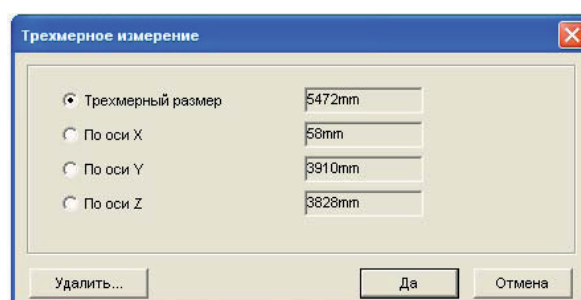 Трехмерное измерение
Трехмерный размер 5472mm
По оси X 58mm
По оси Y 3910mm
По оси Z 3828mm
Удалить... Да Отмена